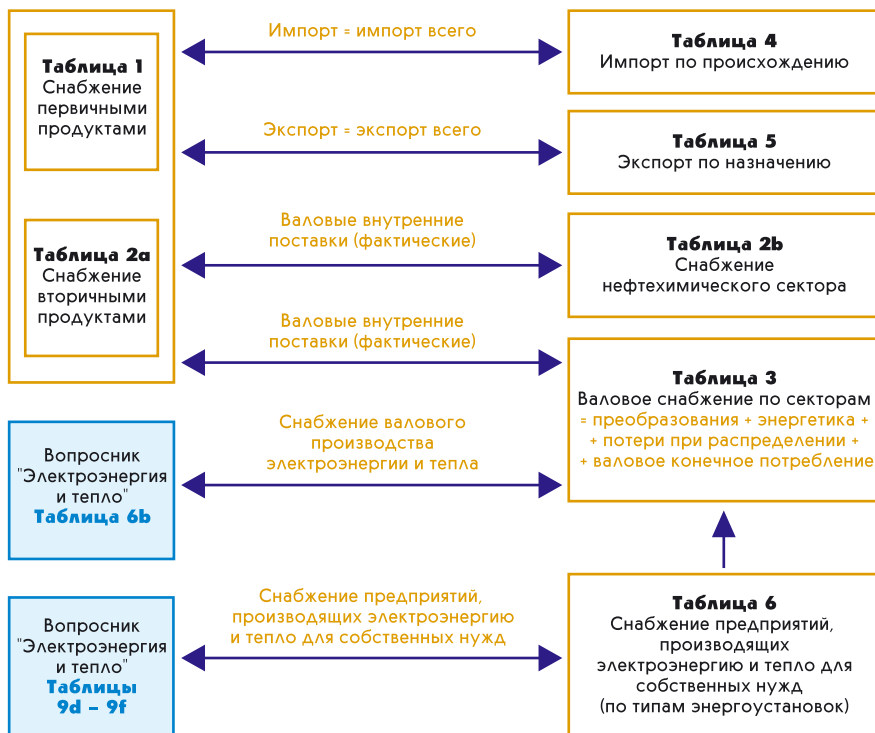 Таблица 1
Снабжение
первичными
продуктами
Импорт = импорт всего
Таблица 4
Импорт по происхождению
Экспорт = экспорт всего
Таблица 5
Экспорт по назначению
Таблица 2a
Снабжение
вторичными
продуктами
Валовые внутренние
поставки (фактические)
Таблица 2b
Снабжение
нефтехимического сектора
Валовые внутренние
поставки (фактические)
Таблица 3
Валовое снабжение по секторам
= преобразования + энергетика +
+ потери при распределении +
+ валовое конечное потребление
Вопросник
"Электроэнергия
и тепло"
Таблица 6b
Снабжение валового
производства
электроэнергии и тепла
Вопросник
"Электроэнергия
и тепло"
Таблицы
9d – 9f
Снабжение предприятий,
производящих электроэнергию
и тепло для собственных нужд
Таблица 6
Снабжение предприятий,
производящих
электроэнергию и тепло для
собственных нужд
(по типам энергоустановок)